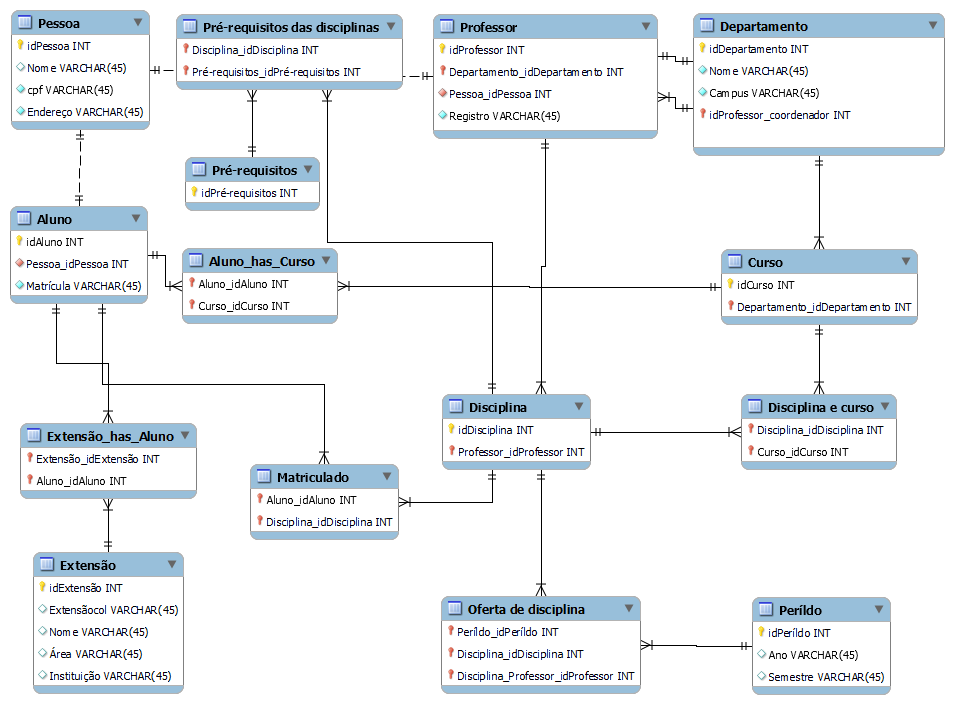 Pessoa
idPessoa INT
Nome VARCHAR(45)
cpf VARCHAR(45)
Endereço VARCHAR(45)
Pré-requisitos das disciplinas
Disciplina_idDisciplina INT
Pré-requisitos_idPré-requisitos INT
Professor
idProfessor INT
Departamento_idDepartamento INT
Pessoa_idPessoa INT
Registro VARCHAR(45)
Departamento
idDepartamento INT
Nome VARCHAR(45)
Campus VARCHAR(45)
idProfessor_coordenador INT
Pré-requisitos
idPré-requisitos INT
Aluno
idAluno INT
Pessoa_idPessoa INT
Matrícula VARCHAR(45)
Aluno_has_Curso
Aluno_idAluno INT
Curso_idCurso INT
Curso
idCurso INT
Departamento_idDepartamento INT
Disciplina
idDisciplina INT
Professor_idProfessor INT
Disciplina e curso
Disciplina_idDisciplina INT
Curso_idCurso INT
Extensão_has_Aluno
Extensão_idExtensão INT
Aluno_idAluno INT
Matriculado
Aluno_idAluno INT
Disciplina_idDisciplina INT
Extensão
idExtensão INT
Extensãocol VARCHAR(45)
Nome VARCHAR(45)
Área VARCHAR(45)
Instituição VARCHAR(45)
Oferta de disciplina
Períldo_idPeríldo INT
Disciplina_idDisciplina INT
Disciplina_Professor_idProfessor INT
Períldo
idPeríldo INT
Ano VARCHAR(45)
Semestre VARCHAR(45)